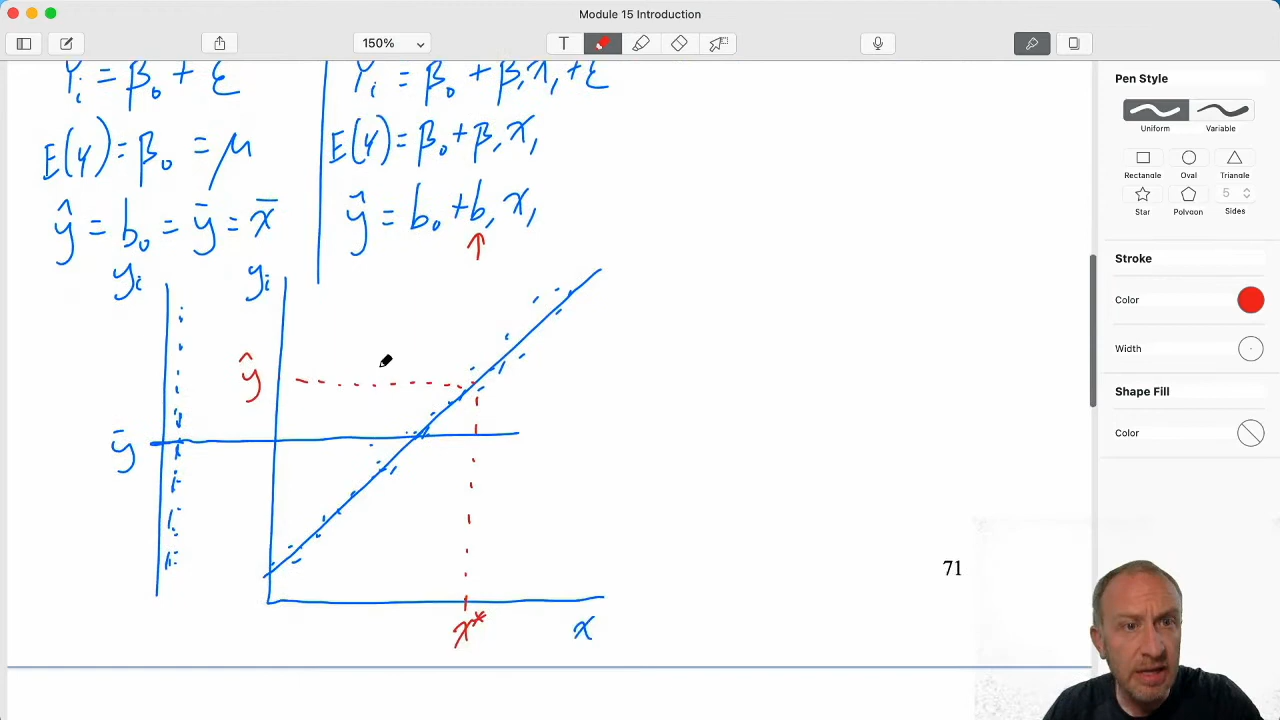 Module 15 Introduction
150%
T
Yᵢ = β₀ + ε
E(Y) = β₀ = μ
ŷ = b₀ = ȳ = x̄
Yᵢ = β₀ + β₁x₁ + ε
E(Y) = β₀ + β₁x₁
ŷ = b₀ + b₁x₁
yᵢ
yᵢ
ŷ
ȳ
x*
x
71
Pen Style
Uniform
Variable
Rectangle
Oval
Triangle
Star
Polygon
5
Sides
Stroke
Color
Width
Shape Fill
Color